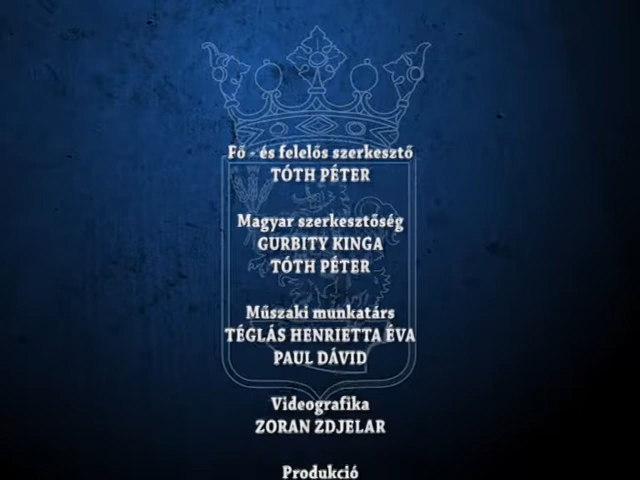 Fő - és felelős szerkesztő
TÓTH PÉTER
Magyar szerkesztőség
GURBITY KINGA
TÓTH PÉTER
Műszaki munkatárs
TÉGLÁS HENRIETTA ÉVA
PAUL DÁVID
Videografika
ZORAN ZDJELAR
Produkció